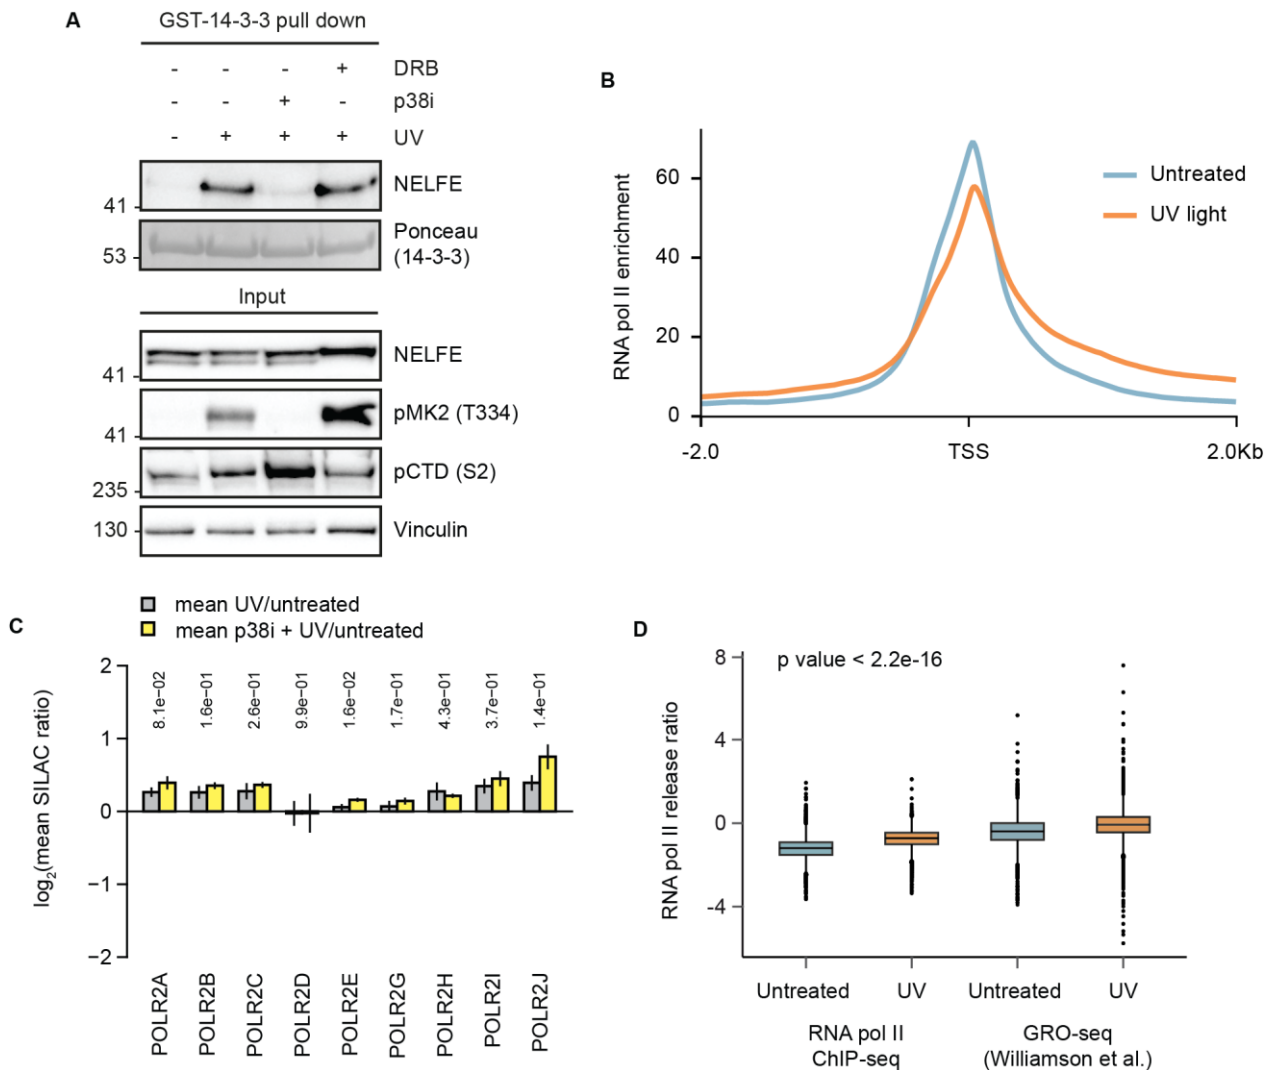 A
GST-14-3-3 pull down
- - - + DRB
- - + - p38i
- + + + UV
NELFE
41
Ponceau
(14-3-3)
53
Input
NELFE
41
pMK2 (T334)
41
pCTD (S2)
235
130
Vinculin
B
RNA pol II enrichment
60
40
20
0
-2.0
TSS
2.0Kb
Untreated
UV light
C
mean UV/untreated
mean p38i + UV/untreated
log2(mean SILAC ratio)
2
1
0
−1
−2
8.1e−02
1.6e−01
2.6e−01
9.9e−01
1.6e−02
1.7e−01
4.3e−01
3.7e−01
1.4e−01
POLR2A
POLR2B
POLR2C
POLR2D
POLR2E
POLR2G
POLR2H
POLR2I
POLR2J
D
p value < 2.2e-16
RNA pol II release ratio
8
4
0
-4
Untreated
UV
Untreated
UV
RNA pol II
ChIP-seq
GRO-seq
(Williamson et al.)